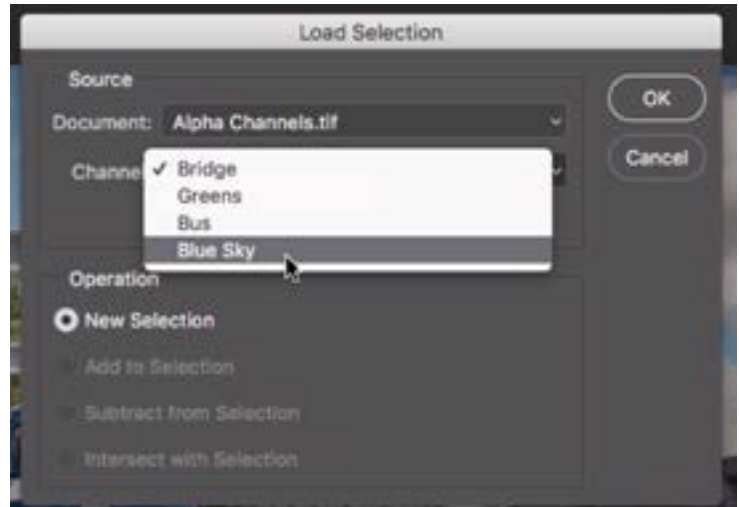 Load Selection
Source
Document: Alpha Channels.tif
OK
Channe ✓ Bridge
Cancel
Greens
Bus
Blue Sky
Operation
New Selection
Add to Selection
Subtract from Selection
Intersect with Selection